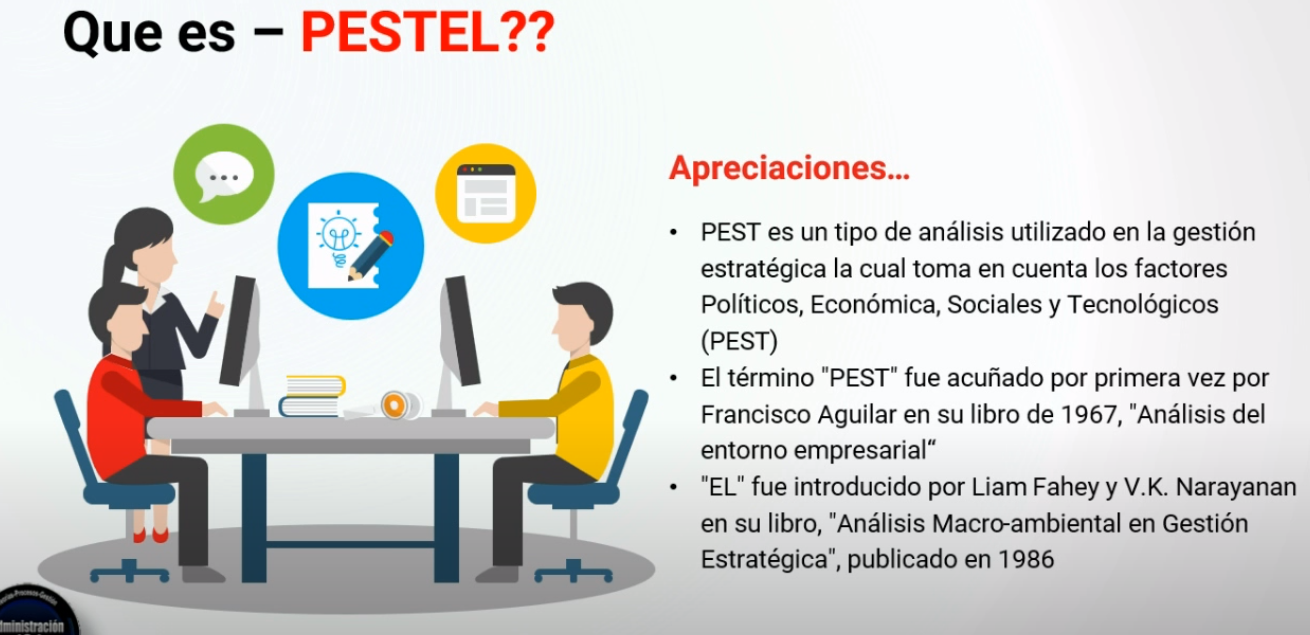 Que es – PESTEL??
Apreciaciones...
• PEST es un tipo de análisis utilizado en la gestión
estratégica la cual toma en cuenta los factores
Políticos, Económica, Sociales y Tecnológicos
(PEST)
• El término "PEST" fue acuñado por primera vez por
Francisco Aguilar en su libro de 1967, "Análisis del
entorno empresarial“
• "EL" fue introducido por Liam Fahey y V.K. Narayanan
en su libro, "Análisis Macro-ambiental en Gestión
Estratégica", publicado en 1986